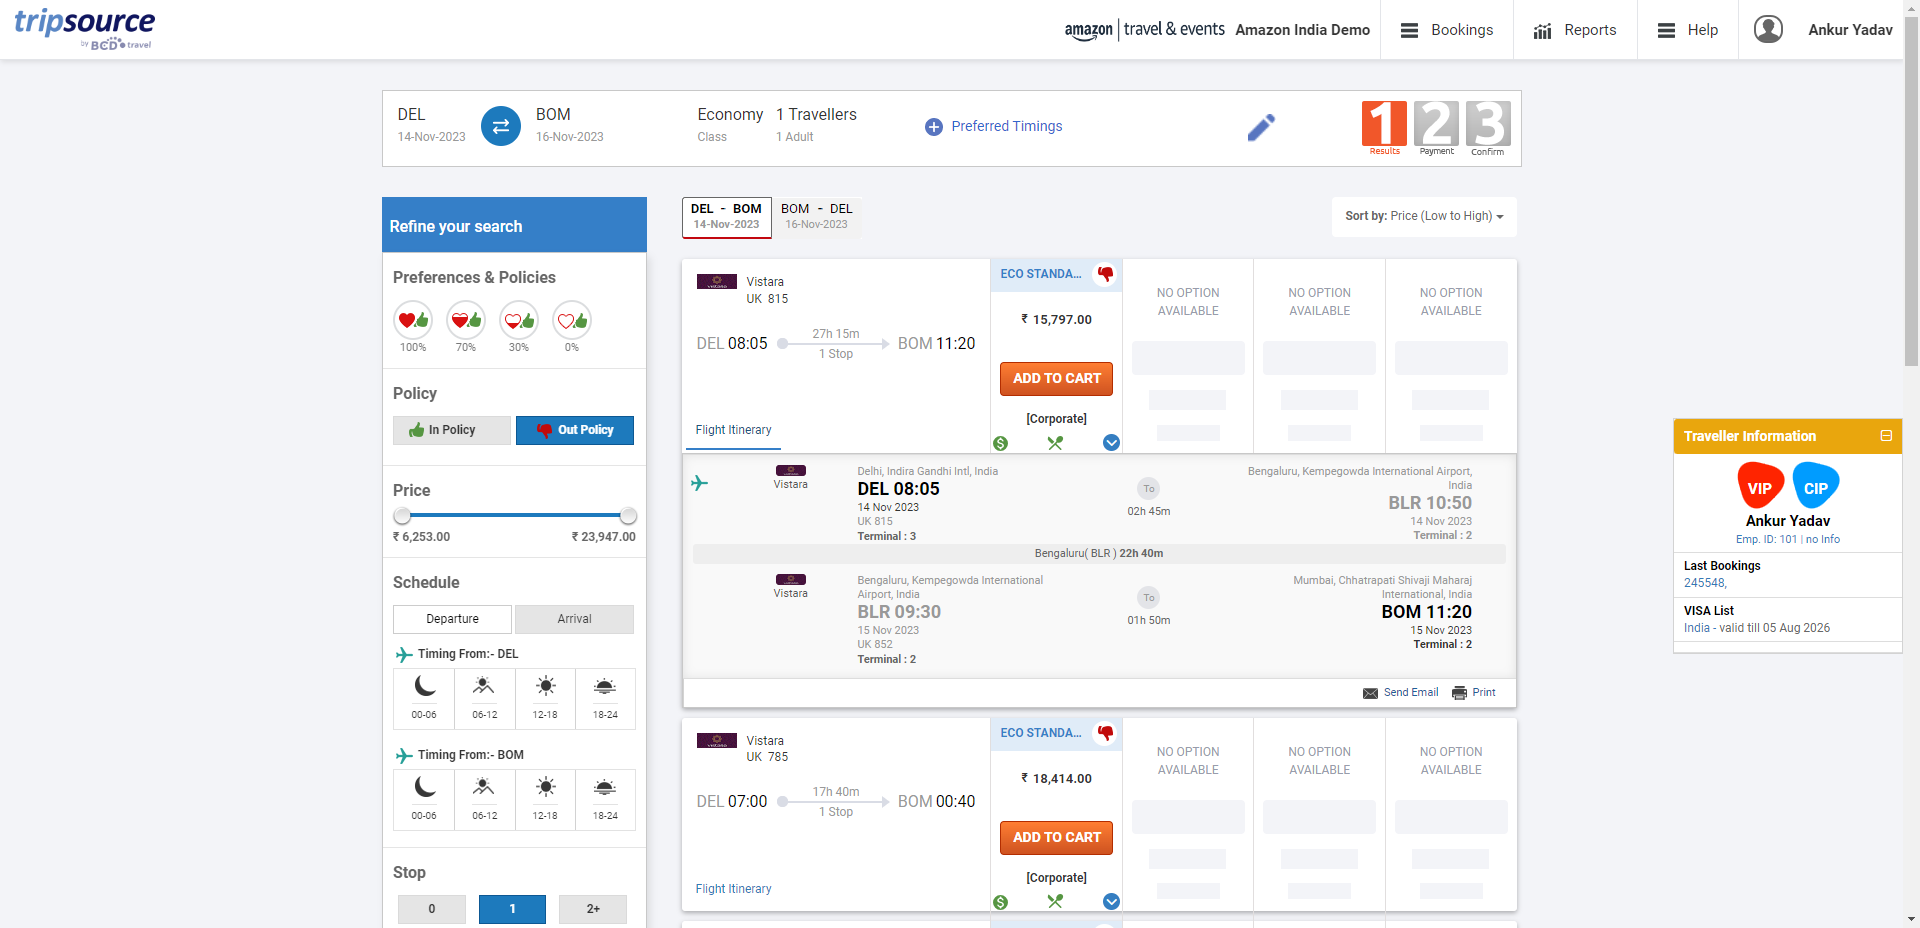 tripsource
by BCD travel
amazon | travel & events
Amazon India Demo
Bookings
Reports
Help
Ankur Yadav
DEL
14-Nov-2023
BOM
16-Nov-2023
Economy
Class
1 Travellers
1 Adult
Preferred Timings
1 Results
2 Payment
3 Confirm
Refine your search
Preferences & Policies
100% 70% 30% 0%
Policy
In Policy
Out Policy
Price
₹ 6,253.00 ₹ 23,947.00
Schedule
Departure Arrival
Timing From:- DEL
00-06 06-12 12-18 18-24
Timing From:- BOM
00-06 06-12 12-18 18-24
Stop
0 1 2+
DEL - BOM
14-Nov-2023
BOM - DEL
16-Nov-2023
Sort by: Price (Low to High)
vistara
Vistara
UK 815
DEL 08:05
27h 15m
1 Stop
BOM 11:20
Flight Itinerary
ECO STANDA...
₹ 15,797.00
ADD TO CART
[Corporate]
NO OPTION
AVAILABLE
NO OPTION
AVAILABLE
NO OPTION
AVAILABLE
Vistara
Delhi, Indira Gandhi Intl, India
DEL 08:05
14 Nov 2023
UK 815
Terminal : 3
To
02h 45m
Bengaluru, Kempegowda International Airport,
India
BLR 10:50
14 Nov 2023
Terminal : 2
Bengaluru( BLR ) 22h 40m
Vistara
Bengaluru, Kempegowda International
Airport, India
BLR 09:30
15 Nov 2023
UK 852
Terminal : 2
To
01h 50m
Mumbai, Chhatrapati Shivaji Maharaj
International, India
BOM 11:20
15 Nov 2023
Terminal : 2
Send Email
Print
vistara
Vistara
UK 785
DEL 07:00
17h 40m
1 Stop
BOM 00:40
Flight Itinerary
ECO STANDA...
₹ 18,414.00
ADD TO CART
[Corporate]
NO OPTION
AVAILABLE
NO OPTION
AVAILABLE
NO OPTION
AVAILABLE
Traveller Information
VIP CIP
Ankur Yadav
Emp. ID: 101 | no Info
Last Bookings
245548,
VISA List
India - valid till 05 Aug 2026